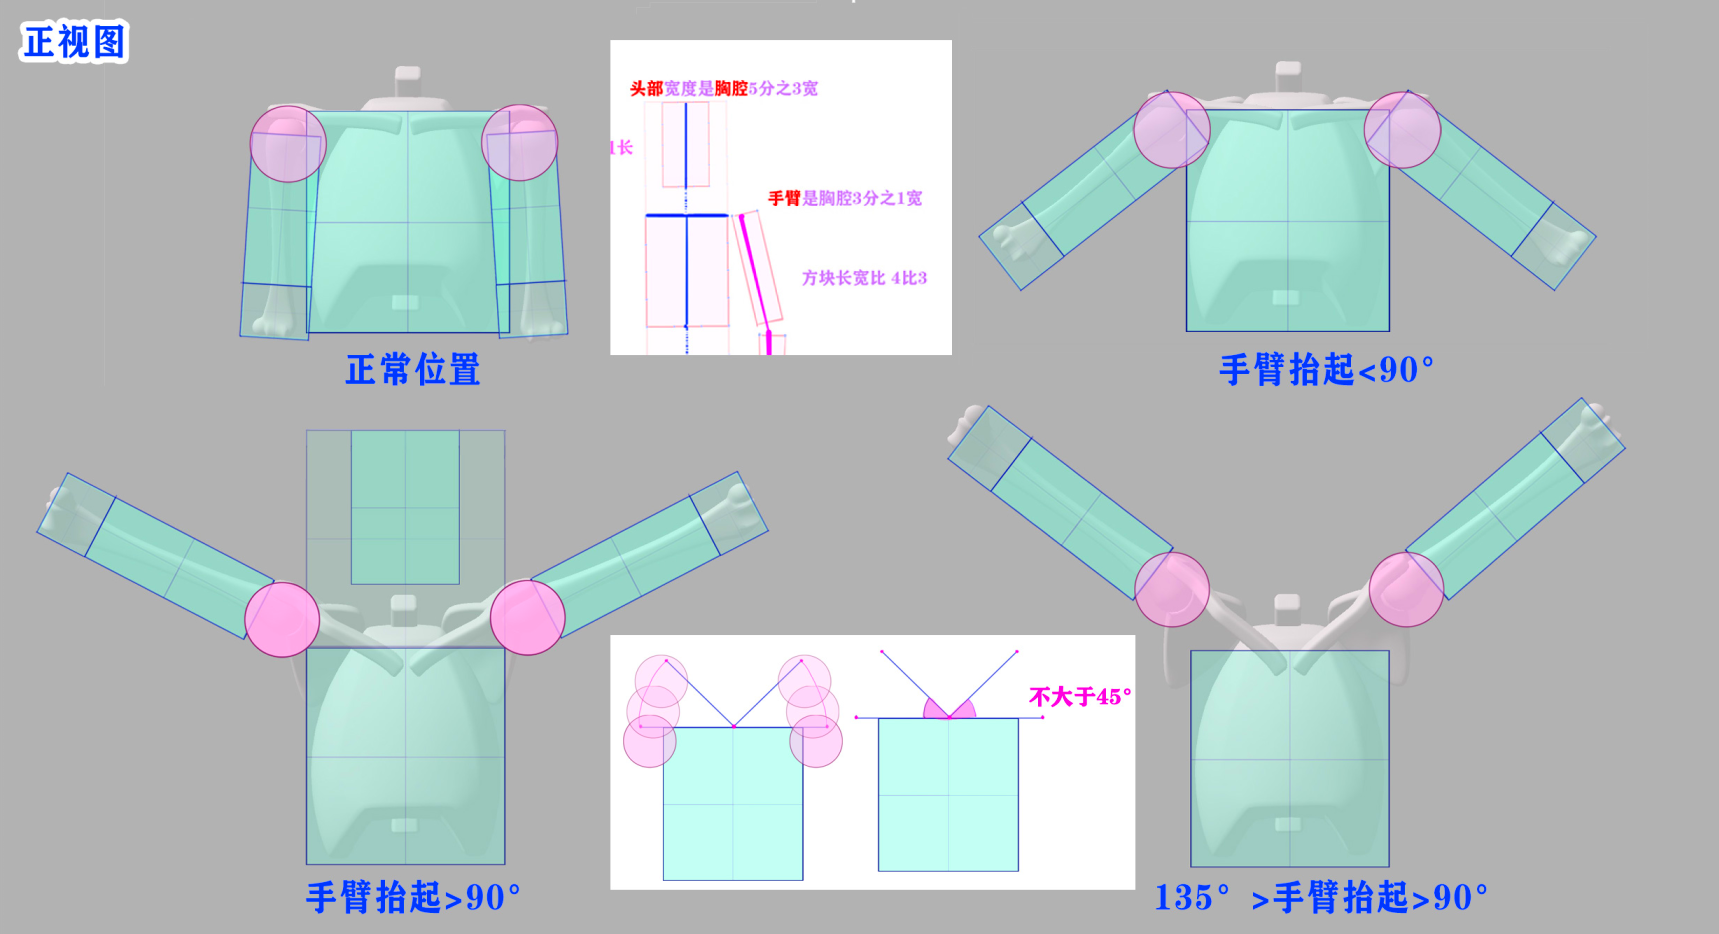 正视图
头部宽度是胸腔5分之3宽
1长
手臂是胸腔3分之1宽
方块长宽比 4比3
正常位置
手臂抬起<90°
不大于45°
手臂抬起>90°
135° >手臂抬起>90°